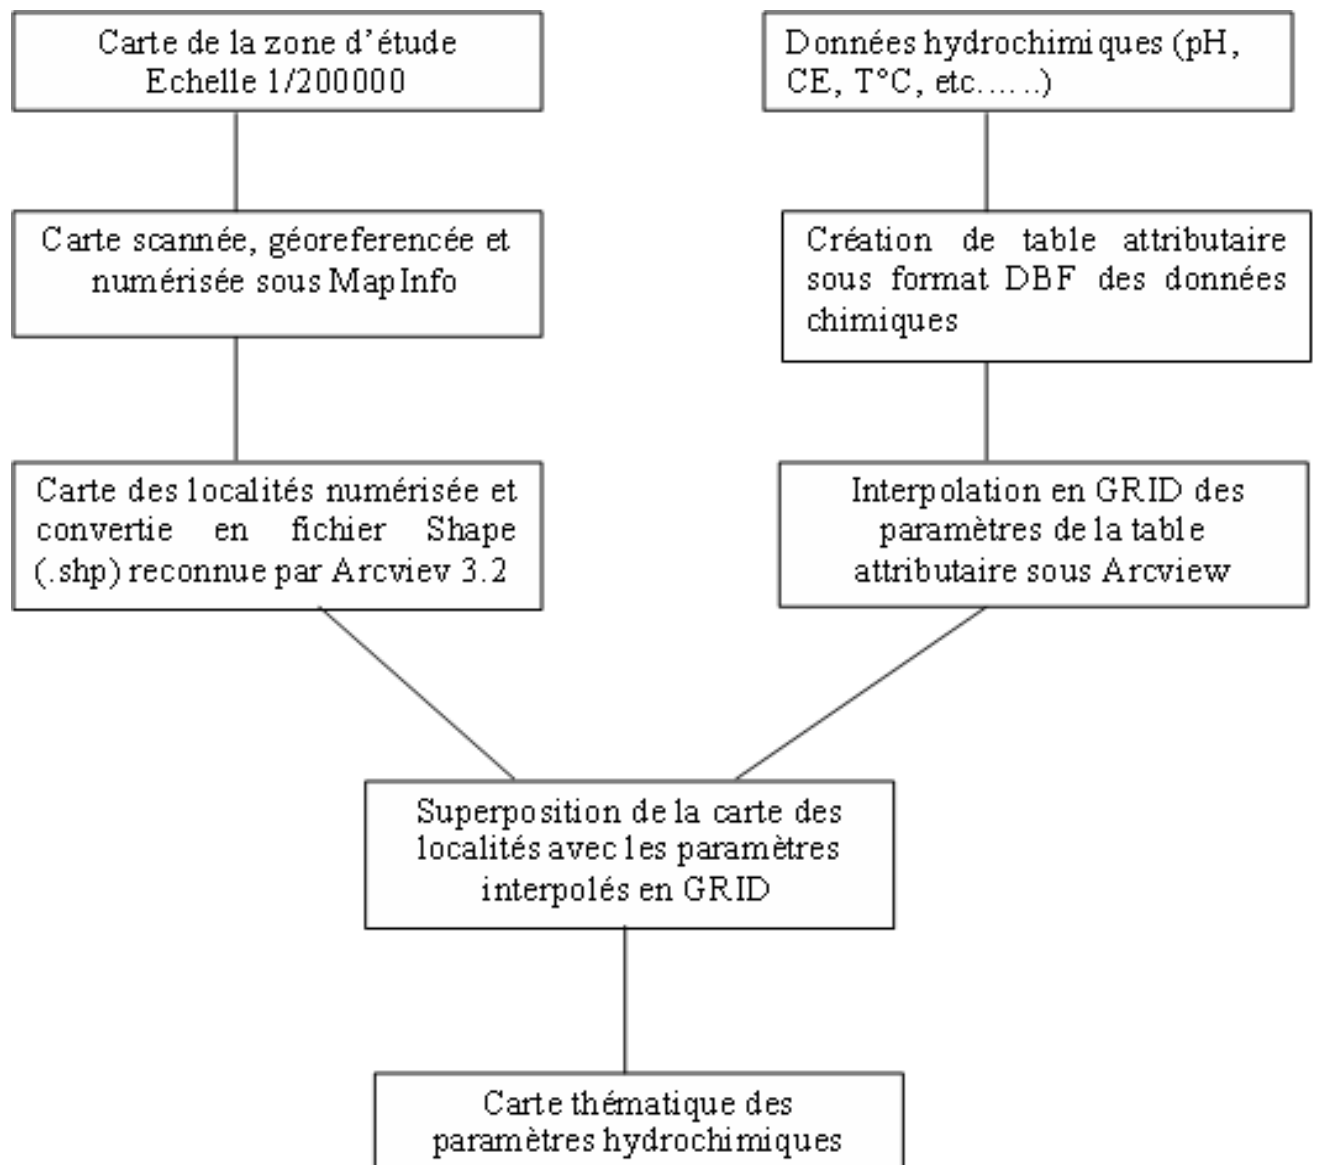 Carte de la zone d'étude
Echelle 1/200000
Données hydrochimiques (pH,
CE, T°C, etc......)
Carte scannée, géoreferencée et
numérisée sous MapInfo
Création de table attributaire
sous format DBF des données
chimiques
Carte des localités numérisée et
convertie en fichier Shape
(.shp) reconnue par Arcviev 3.2
Interpolation en GRID des
paramètres de la table
attributaire sous Arcview
Superposition de la carte des
localités avec les paramètres
interpolés en GRID
Carte thématique des
paramètres hydrochimiques